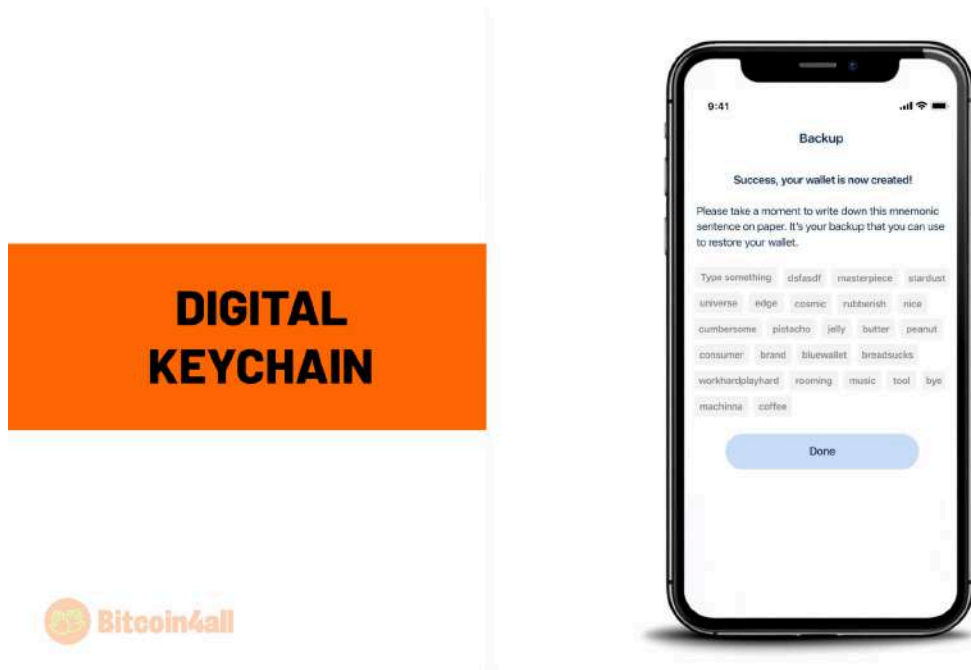 DIGITAL
KEYCHAIN
Bitcoin4all
9:41
Backup
Success, your wallet is now created!
Please take a moment to write down this mnemonic
sentence on paper. It's your backup that you can use
to restore your wallet.
Type something dsfasdf masterpiece stardust
universe edge cosmic rubberish nice
cumbersome pistacho jelly butter peanut
consumer brand bluewallet breadsucks
workhardplayhard rooming music tool bye
machinna coffee
Done